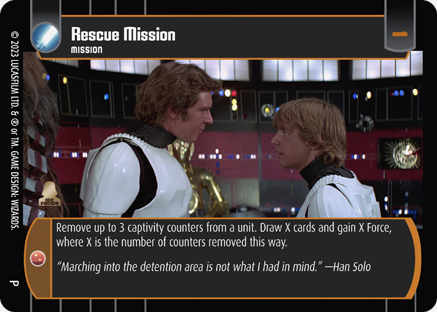 Rescue Mission
MISSION
Remove up to 3 captivity counters from a unit. Draw X cards and gain X Force,
where X is the number of counters removed this way.
“Marching into the detention area is not what I had in mind.” —Han Solo
© 2023 LUCASFILM LTD. & ® or TM. GAME DESIGN: WIZARDS.
P